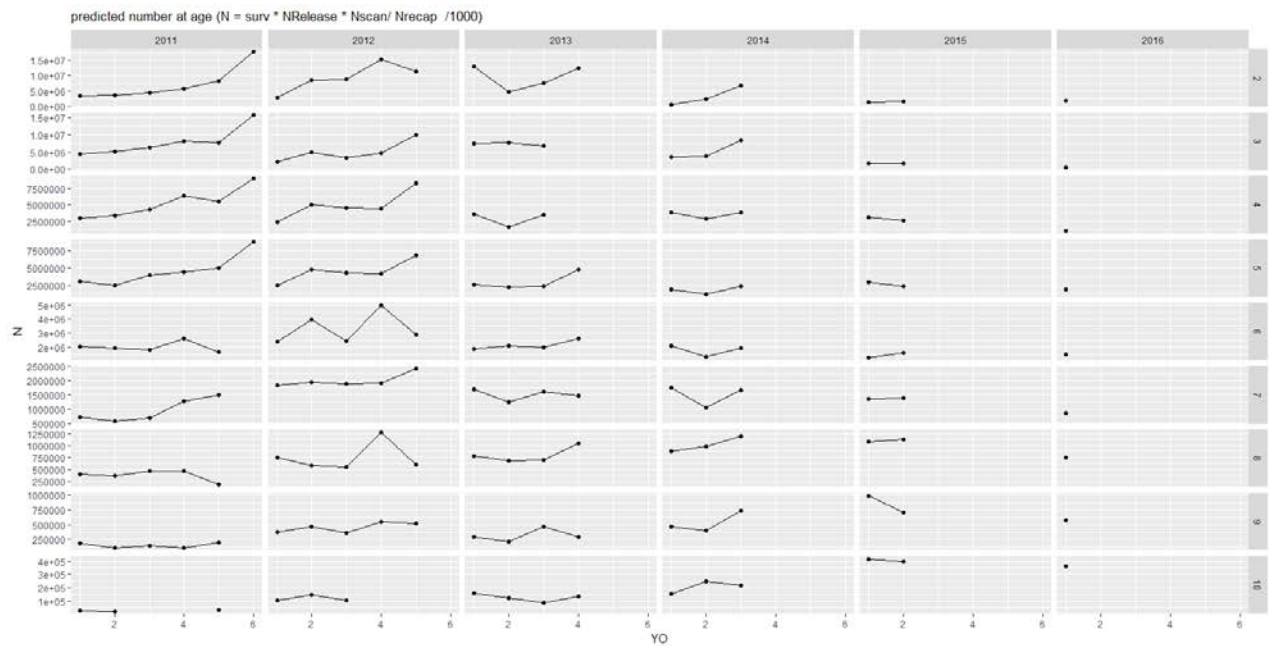 predicted number at age (N = surv * NRelease * Nscan/ Nrecap /1000)
2011 2012 2013 2014 2015 2016
1.5e+07
1.0e+07
5.0e+06
0.0e+00
2
1.5e+07
1.0e+07
5.0e+06
0.0e+00
3
7500000
5000000
2500000
4
7500000
5000000
2500000
5
5e+06
4e+06
3e+06
2e+06
6
N
2500000
2000000
1500000
1000000
500000
7
1250000
1000000
750000
500000
250000
8
1000000
750000
500000
250000
9
4e+05
3e+05
2e+05
1e+05
10
2 4 6 2 4 6 2 4 6 2 4 6 2 4 6 2 4 6
YO